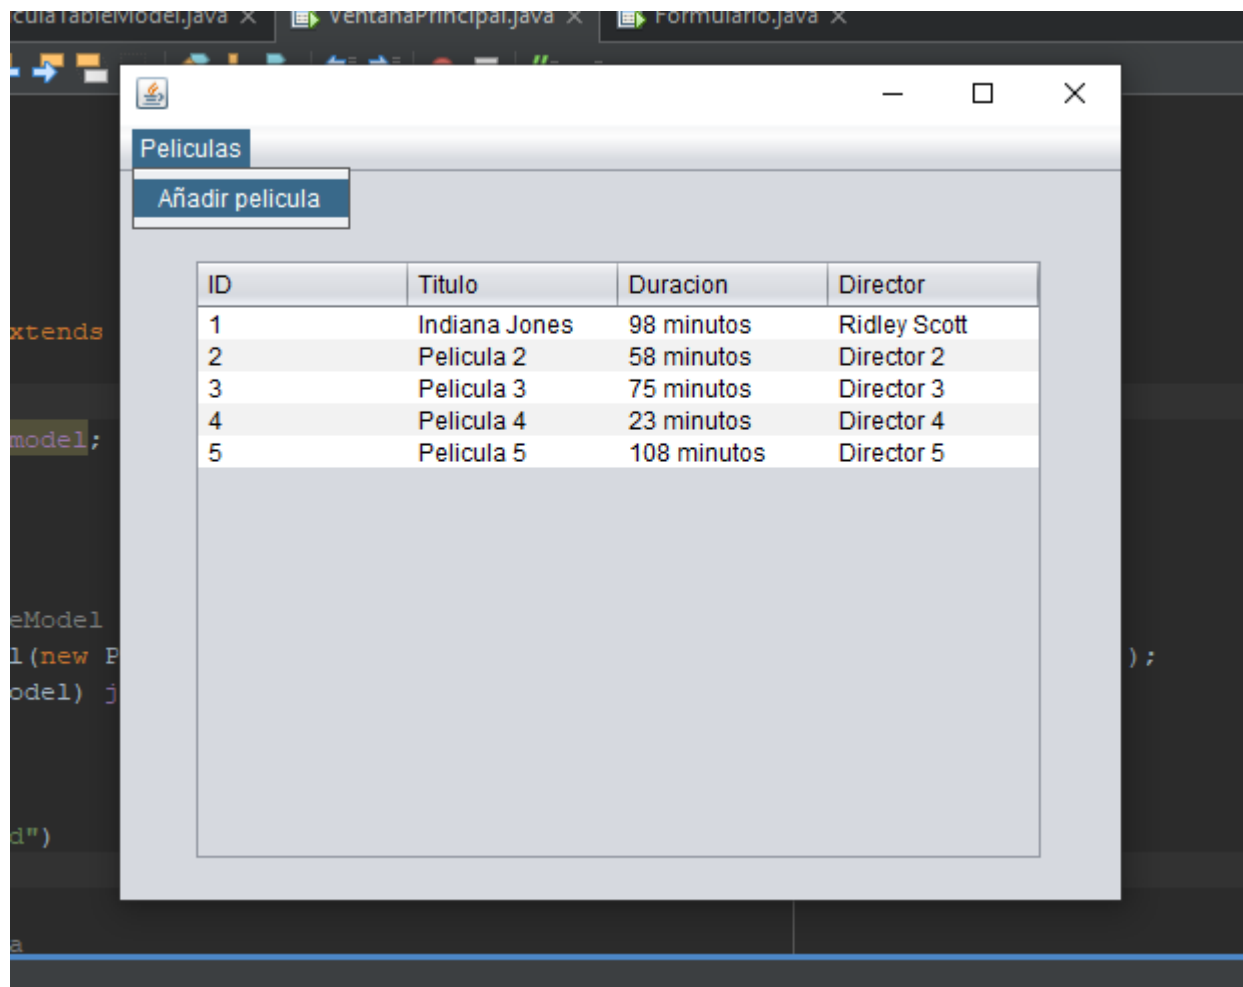 culaTableModel.java × VentanaPrincipal.java × Formulario.java ×
Peliculas
Añadir pelicula
ID Titulo Duracion Director
1 Indiana Jones 98 minutos Ridley Scott
2 Pelicula 2 58 minutos Director 2
3 Pelicula 3 75 minutos Director 3
4 Pelicula 4 23 minutos Director 4
5 Pelicula 5 108 minutos Director 5
xtends
model;
eModel
l(new P );
odel) j
d")
a